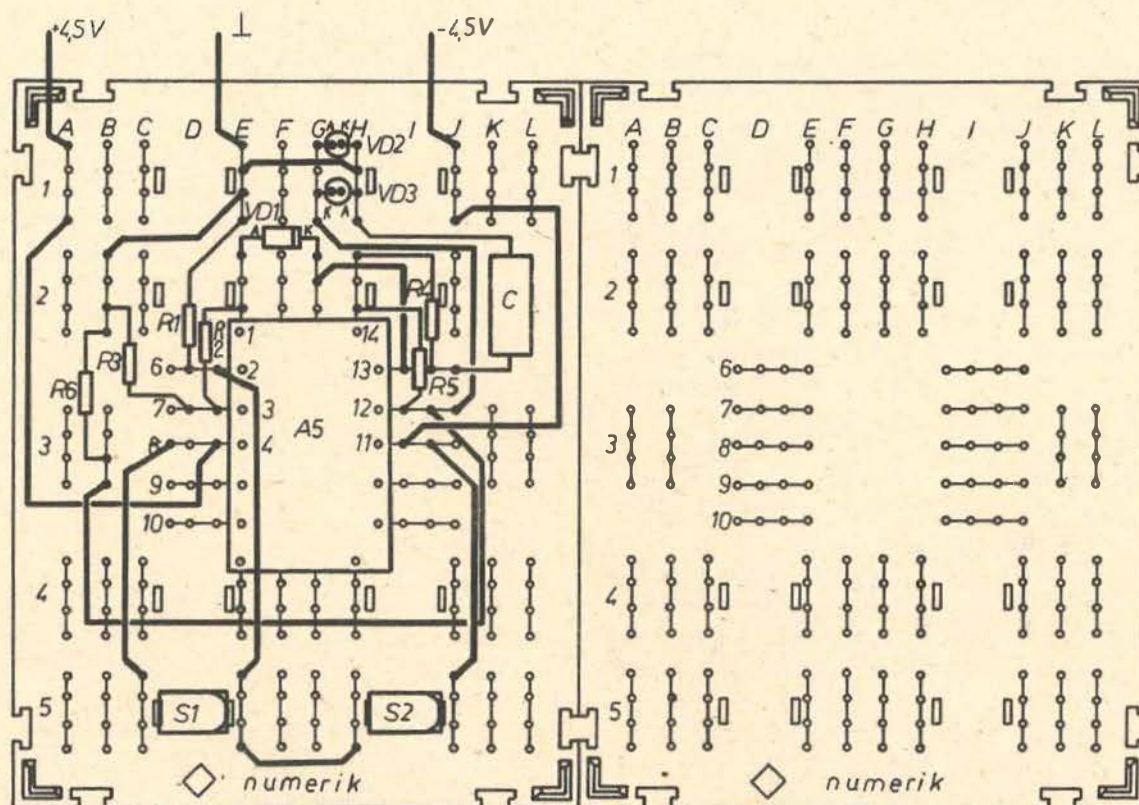 +4,5V ⊥ -4,5V
A B C D E F G A K H I J K L A B C D E F G H I J K L
VD2
1 VD3 1
K A
VD1
A K
2 R1 R2 R4 C 2
1 14
R3 6 2 13 R5 6
R6 7 3 A5 12 7
3 8 4 11 3 8
9 9
10 10
4 4
5 S1 S2 5
numerik numerik